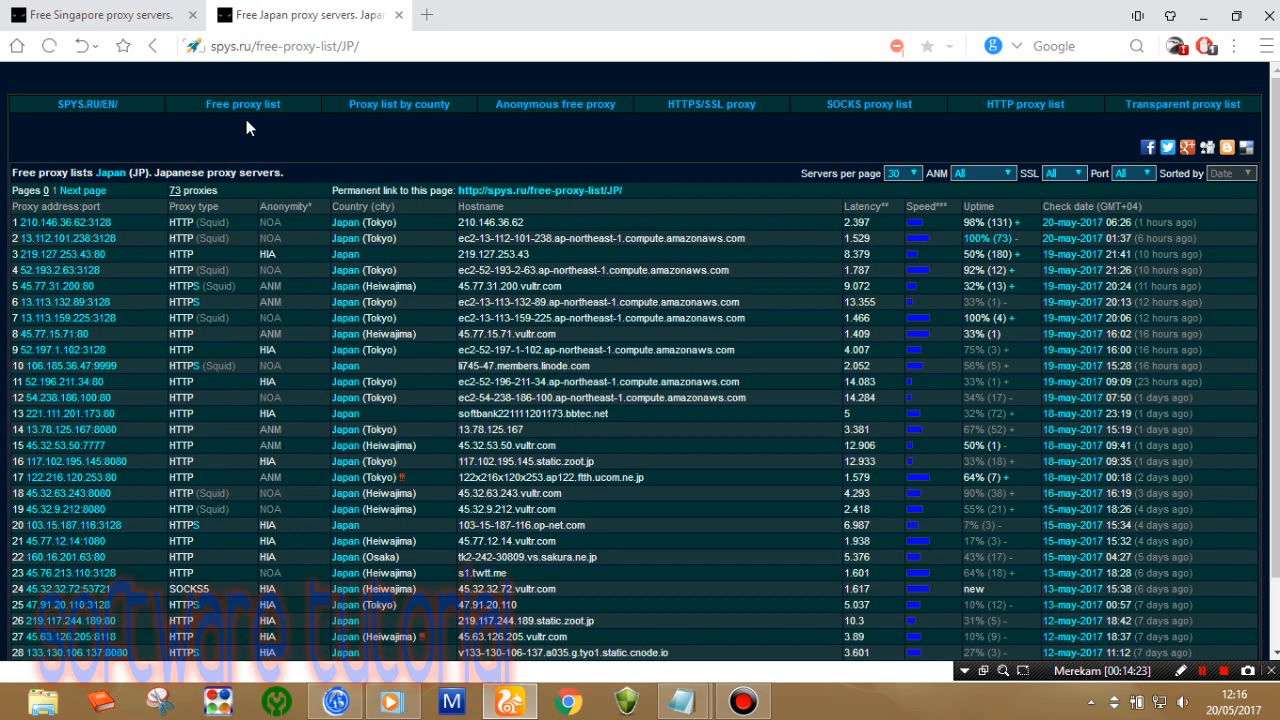 Free Singapore proxy servers.
Free Japan proxy servers. Japa
spys.ru/free-proxy-list/JP/
Google
SPYS.RU/EN/ Free proxy list Proxy list by county Anonymous free proxy HTTPS/SSL proxy SOCKS proxy list HTTP proxy list Transparent proxy list
Free proxy lists Japan (JP). Japanese proxy servers. Servers per page 30 ANM All SSL All Port All Sorted by Date
Pages 0 1 Next page 73 proxies Permanent link to this page: http://spys.ru/free-proxy-list/JP/
Proxy address:port Proxy type Anonymity* Country (city) Hostname Latency** Speed*** Uptime Check date (GMT+04)
1 210.146.36.62:3128 HTTP (Squid) NOA Japan (Tokyo) 210.146.36.62 2.397 98% (131) + 20-may-2017 06:26 (1 hours ago)
2 13.112.101.238:3128 HTTP (Squid) NOA Japan (Tokyo) ec2-13-112-101-238.ap-northeast-1.compute.amazonaws.com 1.529 100% (73) - 20-may-2017 01:37 (6 hours ago)
3 219.127.253.43:80 HTTP HIA Japan 219.127.253.43 8.379 50% (180) + 19-may-2017 21:41 (10 hours ago)
4 52.193.2.63:3128 HTTP (Squid) NOA Japan (Tokyo) ec2-52-193-2-63.ap-northeast-1.compute.amazonaws.com 1.787 92% (12) + 19-may-2017 21:26 (10 hours ago)
5 45.77.31.200:80 HTTPS (Squid) ANM Japan (Heiwajima) 45.77.31.200.vultr.com 9.072 32% (13) + 19-may-2017 20:24 (11 hours ago)
6 13.113.132.89:3128 HTTPS ANM Japan (Tokyo) ec2-13-113-132-89.ap-northeast-1.compute.amazonaws.com 13.355 33% (1) - 19-may-2017 20:13 (12 hours ago)
7 13.113.159.225:3128 HTTP (Squid) NOA Japan (Tokyo) ec2-13-113-159-225.ap-northeast-1.compute.amazonaws.com 1.466 100% (4) + 19-may-2017 20:06 (12 hours ago)
8 45.77.15.71:80 HTTP ANM Japan (Heiwajima) 45.77.15.71.vultr.com 1.409 33% (1) 19-may-2017 16:02 (16 hours ago)
9 52.197.1.102:3128 HTTP HIA Japan (Tokyo) ec2-52-197-1-102.ap-northeast-1.compute.amazonaws.com 4.007 75% (3) + 19-may-2017 16:00 (16 hours ago)
10 106.185.36.47:9999 HTTPS (Squid) NOA Japan li745-47.members.linode.com 2.052 56% (5) + 19-may-2017 15:28 (16 hours ago)
11 52.196.211.34:80 HTTP HIA Japan (Tokyo) ec2-52-196-211-34.ap-northeast-1.compute.amazonaws.com 14.083 33% (1) + 19-may-2017 09:09 (23 hours ago)
12 54.238.186.100:80 HTTP ANM Japan (Tokyo) ec2-54-238-186-100.ap-northeast-1.compute.amazonaws.com 14.284 34% (17) - 19-may-2017 07:50 (1 days ago)
13 221.111.201.173:80 HTTP HIA Japan softbank221111201173.bbtec.net 5 32% (72) + 18-may-2017 23:19 (1 days ago)
14 13.78.125.167:8080 HTTP ANM Japan (Tokyo) 13.78.125.167 3.381 67% (52) + 18-may-2017 15:19 (1 days ago)
15 45.32.53.50:7777 HTTP ANM Japan (Heiwajima) 45.32.53.50.vultr.com 12.906 50% (1) - 18-may-2017 09:41 (1 days ago)
16 117.102.195.145:8080 HTTP HIA Japan (Tokyo) 117.102.195.145.static.zoot.jp 12.933 33% (18) + 18-may-2017 09:35 (1 days ago)
17 122.216.120.253:80 HTTP ANM Japan (Tokyo) !!! 122x216x120x253.ap122.ftth.ucom.ne.jp 1.579 64% (7) + 18-may-2017 00:18 (2 days ago)
18 45.32.63.243:8080 HTTP (Squid) NOA Japan (Heiwajima) 45.32.63.243.vultr.com 4.293 90% (38) + 16-may-2017 16:19 (3 days ago)
19 45.32.9.212:8080 HTTP (Squid) NOA Japan (Heiwajima) 45.32.9.212.vultr.com 2.418 55% (21) + 15-may-2017 18:26 (4 days ago)
20 103.15.187.116:3128 HTTPS HIA Japan 103-15-187-116.op-net.com 6.987 7% (3) - 15-may-2017 15:34 (4 days ago)
21 45.77.12.14:1080 HTTP HIA Japan (Heiwajima) 45.77.12.14.vultr.com 1.938 17% (3) - 15-may-2017 15:32 (4 days ago)
22 160.16.201.63:80 HTTP HIA Japan (Osaka) tk2-242-30809.vs.sakura.ne.jp 5.376 43% (17) - 15-may-2017 04:27 (5 days ago)
23 45.76.213.110:3128 HTTP NOA Japan (Heiwajima) s1.twtt.me 1.601 64% (18) + 13-may-2017 18:28 (6 days ago)
24 45.32.32.72:53721 SOCKS5 HIA Japan (Heiwajima) 45.32.32.72.vultr.com 1.617 new 13-may-2017 15:38 (6 days ago)
25 47.91.20.110:3128 HTTPS HIA Japan (Tokyo) 47.91.20.110 5.037 10% (12) - 13-may-2017 00:57 (7 days ago)
26 219.117.244.189:80 HTTP HIA Japan 219.117.244.189.static.zoot.jp 10.3 31% (5) - 12-may-2017 18:42 (7 days ago)
27 45.63.126.205:8118 HTTP HIA Japan (Heiwajima) !! 45.63.126.205.vultr.com 3.89 10% (9) - 12-may-2017 18:37 (7 days ago)
28 133.130.106.137:8080 HTTPS HIA Japan v133-130-106-137.a035.g.tyo1.static.cnode.io 3.601 27% (3) - 12-may-2017 11:12 (7 days ago)
software tutorial
Merekam [00:14:23]
12:16
20/05/2017